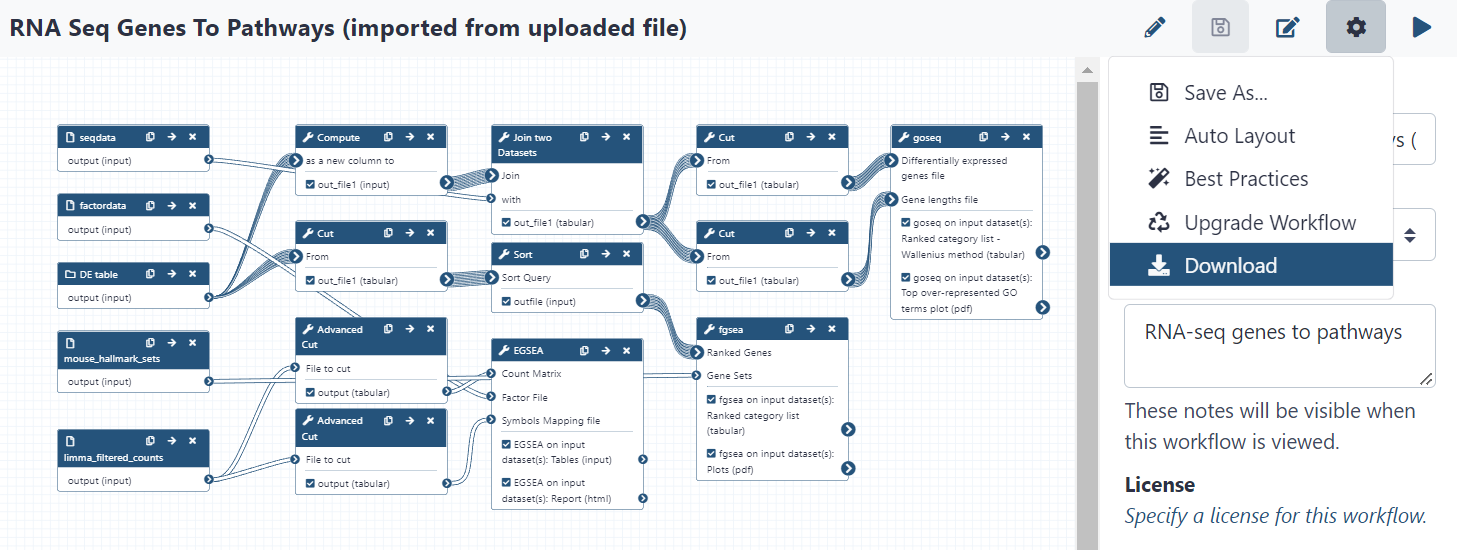 RNA Seq Genes To Pathways (imported from uploaded file)
Save As...
Auto Layout
Best Practices
Upgrade Workflow
Download
ys (
RNA-seq genes to pathways
These notes will be visible when
this workflow is viewed.
License
Specify a license for this workflow.
seqdata
output (input)
factordata
output (input)
DE table
output (input)
mouse_hallmark_sets
output (input)
limma_filtered_counts
output (input)
Compute
as a new column to
out_file1 (input)
Cut
From
out_file1 (tabular)
Advanced
Cut
File to cut
output (tabular)
Advanced
Cut
File to cut
output (tabular)
Join two
Datasets
Join
with
out_file1 (tabular)
Sort
Sort Query
outfile (input)
EGSEA
Count Matrix
Factor File
Symbols Mapping file
EGSEA on input
dataset(s): Tables (input)
EGSEA on input
dataset(s): Report (html)
Cut
From
out_file1 (tabular)
Cut
From
out_file1 (tabular)
fgsea
Ranked Genes
Gene Sets
fgsea on input dataset(s):
Ranked category list
(tabular)
fgsea on input dataset(s):
Plots (pdf)
goseq
Differentially expressed
genes file
Gene lengths file
goseq on input dataset(s):
Ranked category list -
Wallenius method (tabular)
goseq on input dataset(s):
Top over-represented GO
terms plot (pdf)